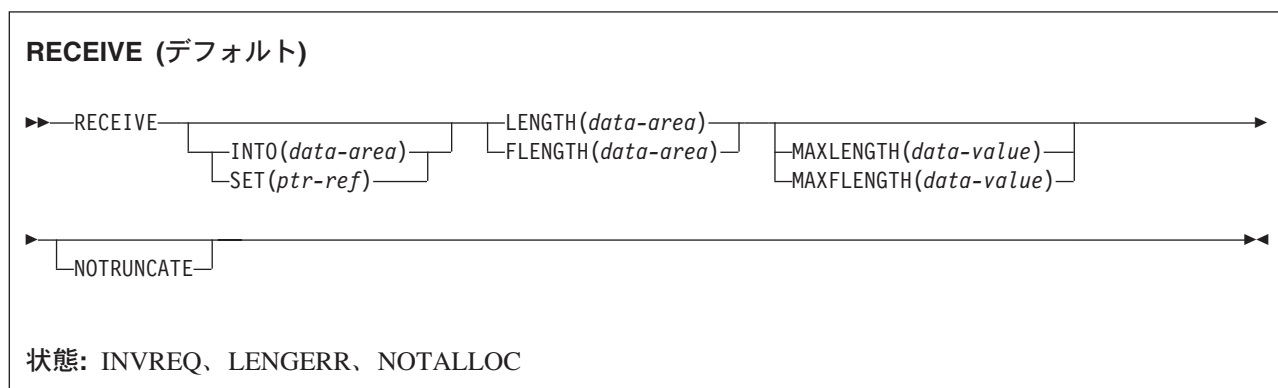 RECEIVE (デフォルト)
RECEIVE LENGTH(data-area)
INTO(data-area) FLENGTH(data-area) MAXLENGTH(data-value)
SET(ptr-ref) MAXFLENGTH(data-value)
NOTRUNCATE
状態: INVREQ、LENGERR、NOTALLOC